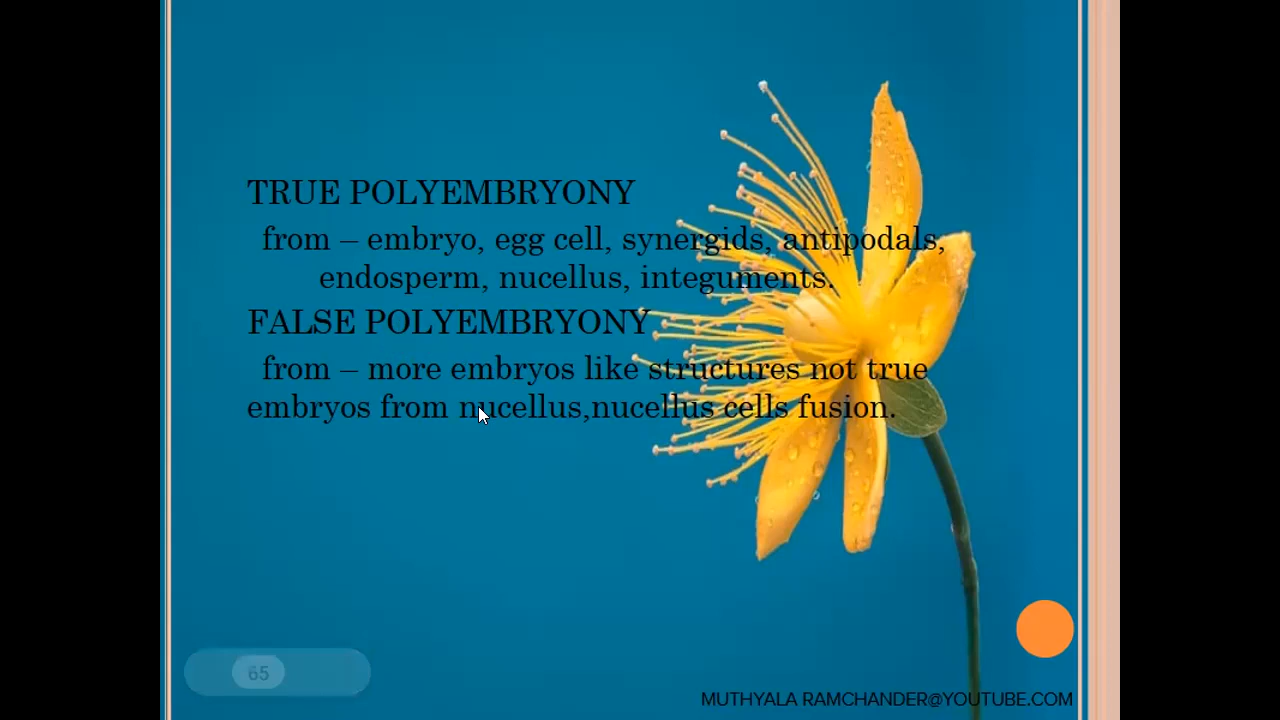 TRUE POLYEMBRYONY
from – embryo, egg cell, synergids, antipodals,
endosperm, nucellus, integuments.
FALSE POLYEMBRYONY
from – more embryos like structures not true
embryos from nucellus,nucellus cells fusion.
65
MUTHYALA RAMCHANDER@YOUTUBE.COM